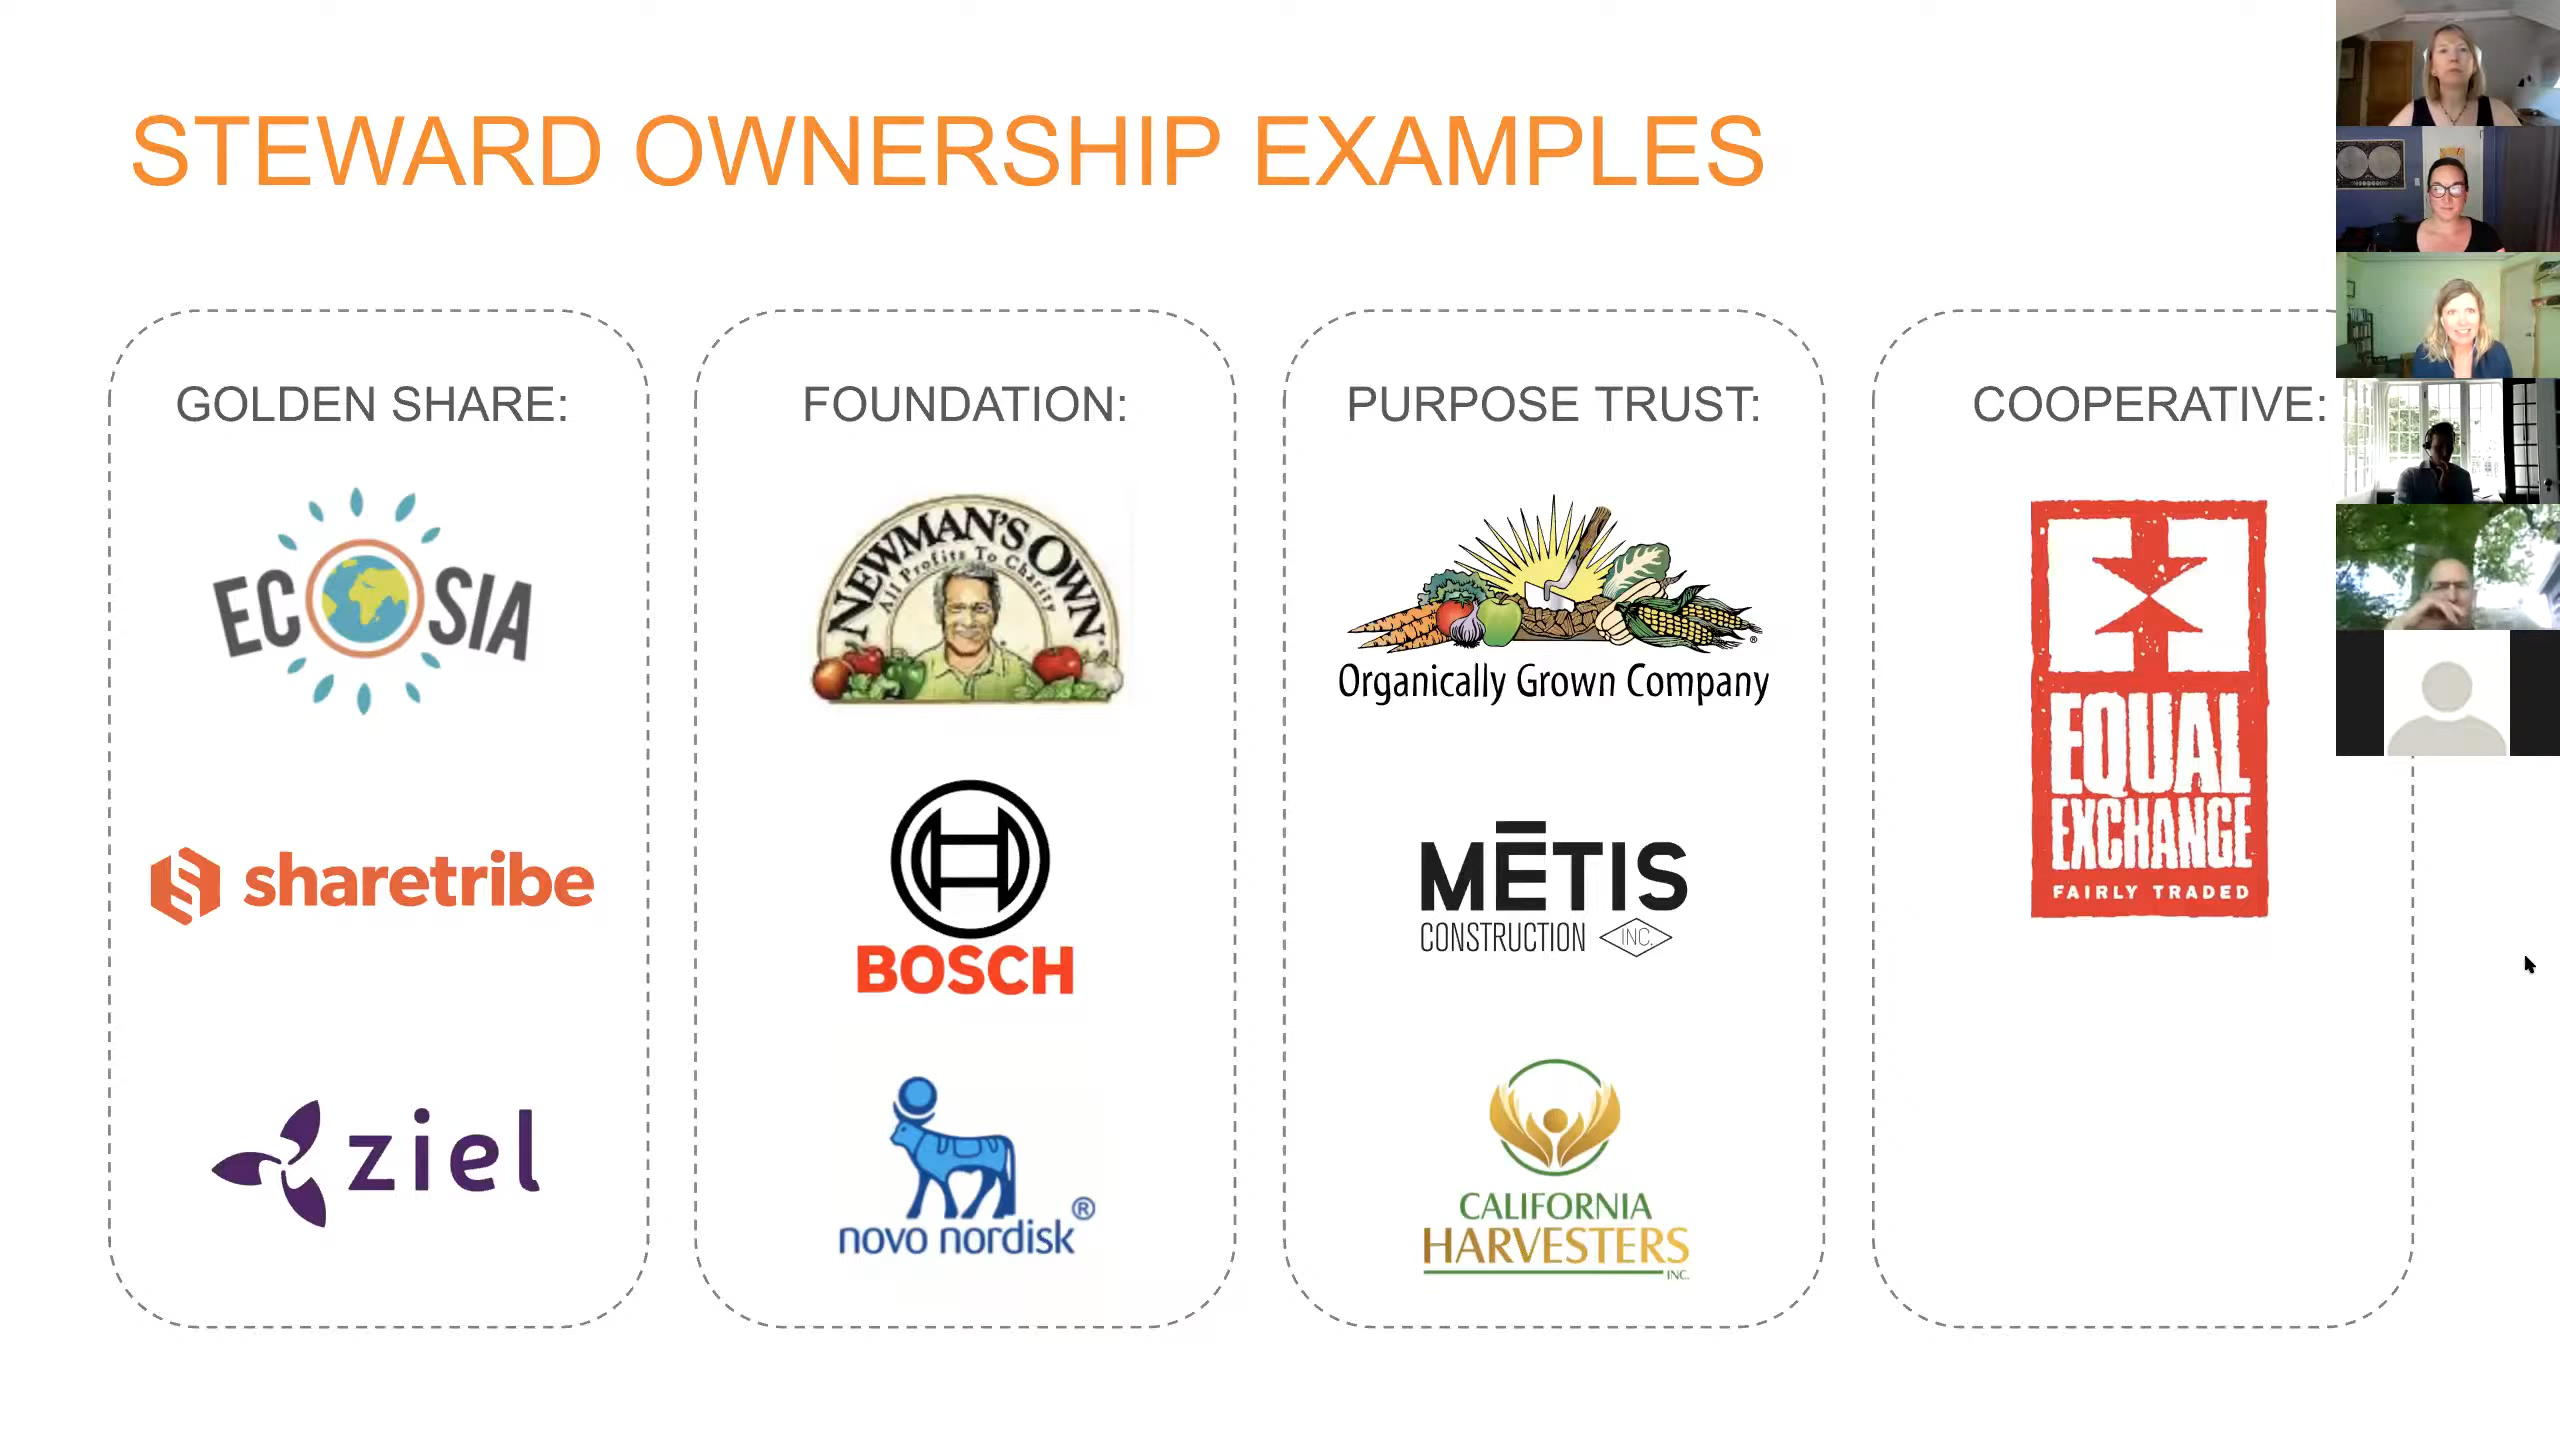 STEWARD OWNERSHIP EXAMPLES
GOLDEN SHARE:
ECOSIA
sharetribe
ziel
FOUNDATION:
NEWMAN'S OWN
All Profits To Charity
BOSCH
novo nordisk®
PURPOSE TRUST:
Organically Grown Company
®
MĒTIS
CONSTRUCTION INC.
CALIFORNIA
HARVESTERS
INC.
COOPERATIVE:
EQUAL
EXCHANGE
FAIRLY TRADED